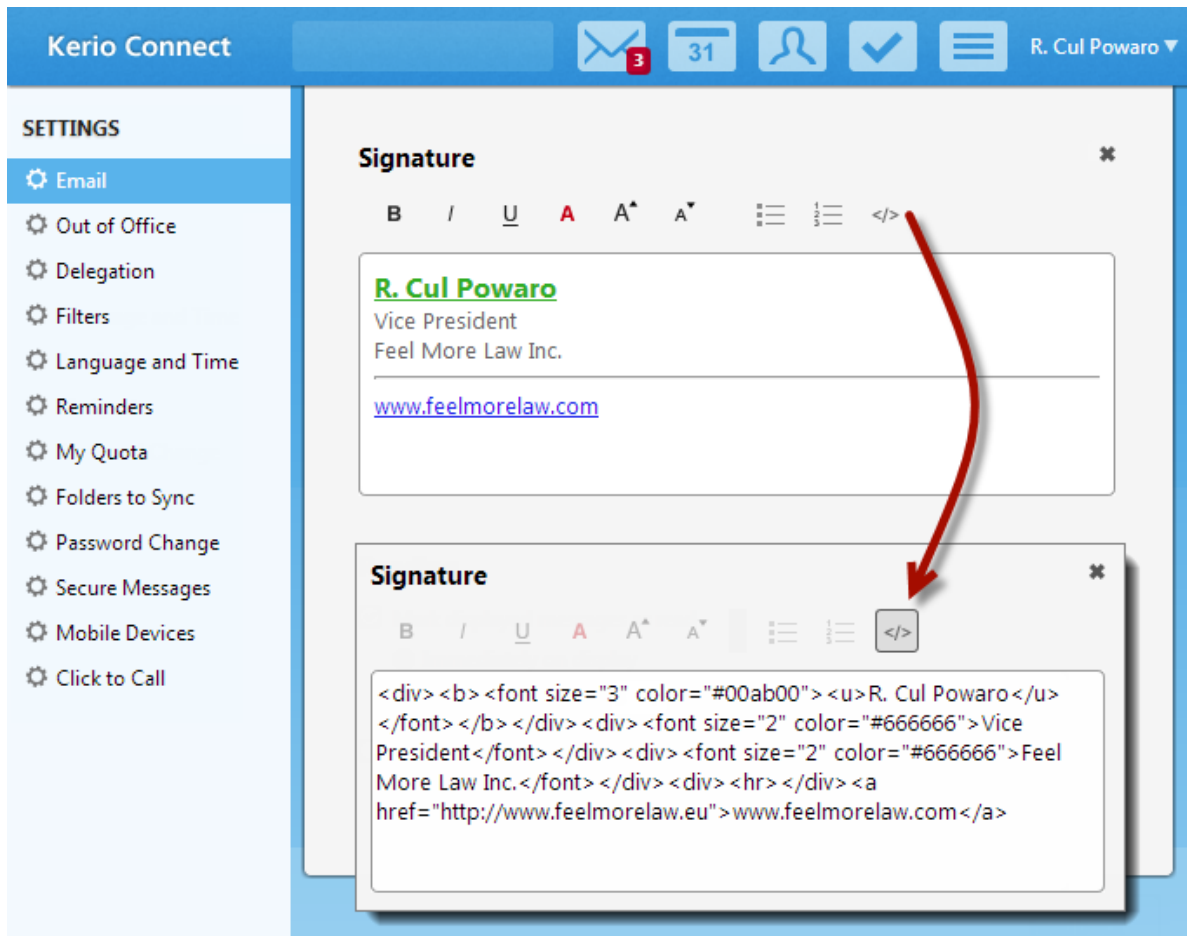 Kerio Connect
3
31
R. Cul Powaro
SETTINGS
Email
Out of Office
Delegation
Filters
Language and Time
Reminders
My Quota
Folders to Sync
Password Change
Secure Messages
Mobile Devices
Click to Call
Signature
B I U A A A </>
R. Cul Powaro
Vice President
Feel More Law Inc.
www.feelmorelaw.com
Signature
B I U A A A </>
<div><b><font size="3" color="#00ab00"><u>R. Cul Powaro</u>
</font></b></div><div><font size="2" color="#666666">Vice
President</font></div><div><font size="2" color="#666666">Feel
More Law Inc.</font></div><div><hr></div><a
href="http://www.feelmorelaw.eu">www.feelmorelaw.com</a>